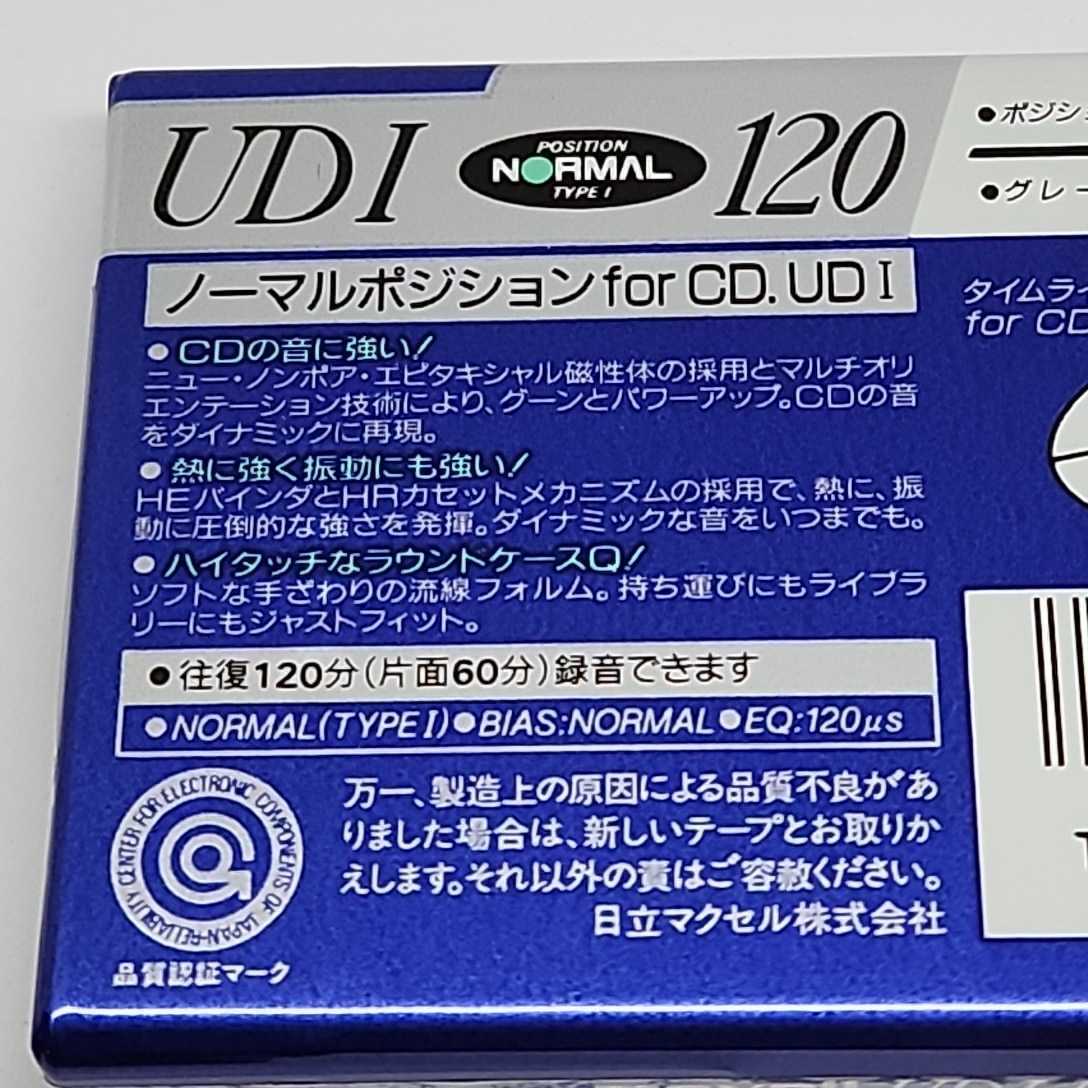 UD I
POSITION
NORMAL
TYPE I
120
●ポジショ
●グレー
ノーマルポジションfor CD. UD I
●CDの音に強い!
ニュー・ノンポア・エピタキシャル磁性体の採用とマルチオリ
エンテーション技術により、グーンとパワーアップ。CDの音
をダイナミックに再現。
●熱に強く振動にも強い!
HEバインダとHRカセットメカニズムの採用で、熱に、振
動に圧倒的な強さを発揮。ダイナミックな音をいつまでも。
●ハイタッチなラウンドケースQ!
ソフトな手ざわりの流線フォルム。持ち運びにもライブラ
リーにもジャストフィット。
●往復120分(片面60分)録音できます
●NORMAL(TYPE I)●BIAS:NORMAL●EQ:120μs
タイムライ
for CD
CENTER FOR ELECTRONIC COMPONENTS OF JAPAN-RELIABILITY
品質認証マーク
万一、製造上の原因による品質不良があ
りました場合は、新しいテープとお取りか
えします。それ以外の責はご容赦ください。
日立マクセル株式会社